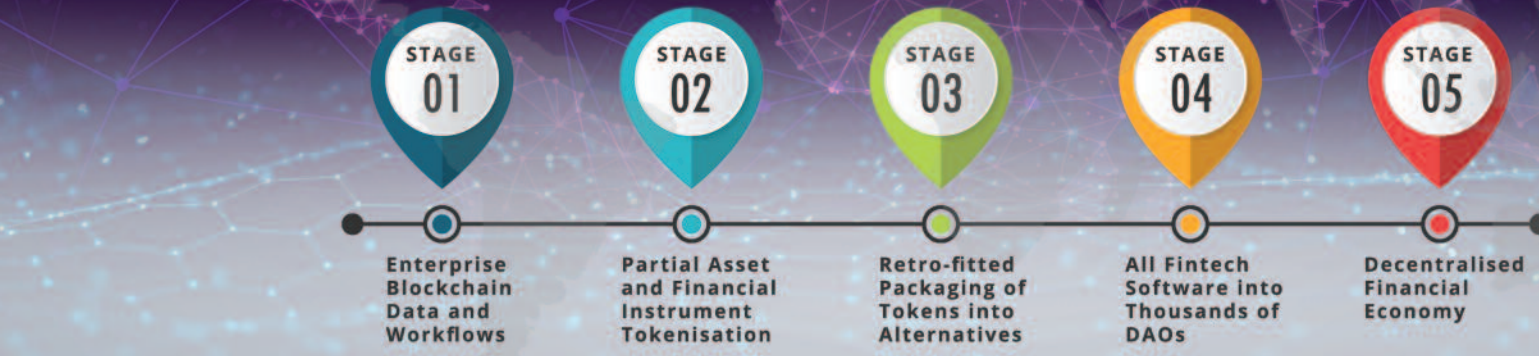 STAGE
01
STAGE
02
STAGE
03
STAGE
04
STAGE
05
Enterprise
Blockchain
Data and
Workflows
Partial Asset
and Financial
Instrument
Tokenisation
Retro-fitted
Packaging of
Tokens into
Alternatives
All Fintech
Software into
Thousands of
DAOs
Decentralised
Financial
Economy